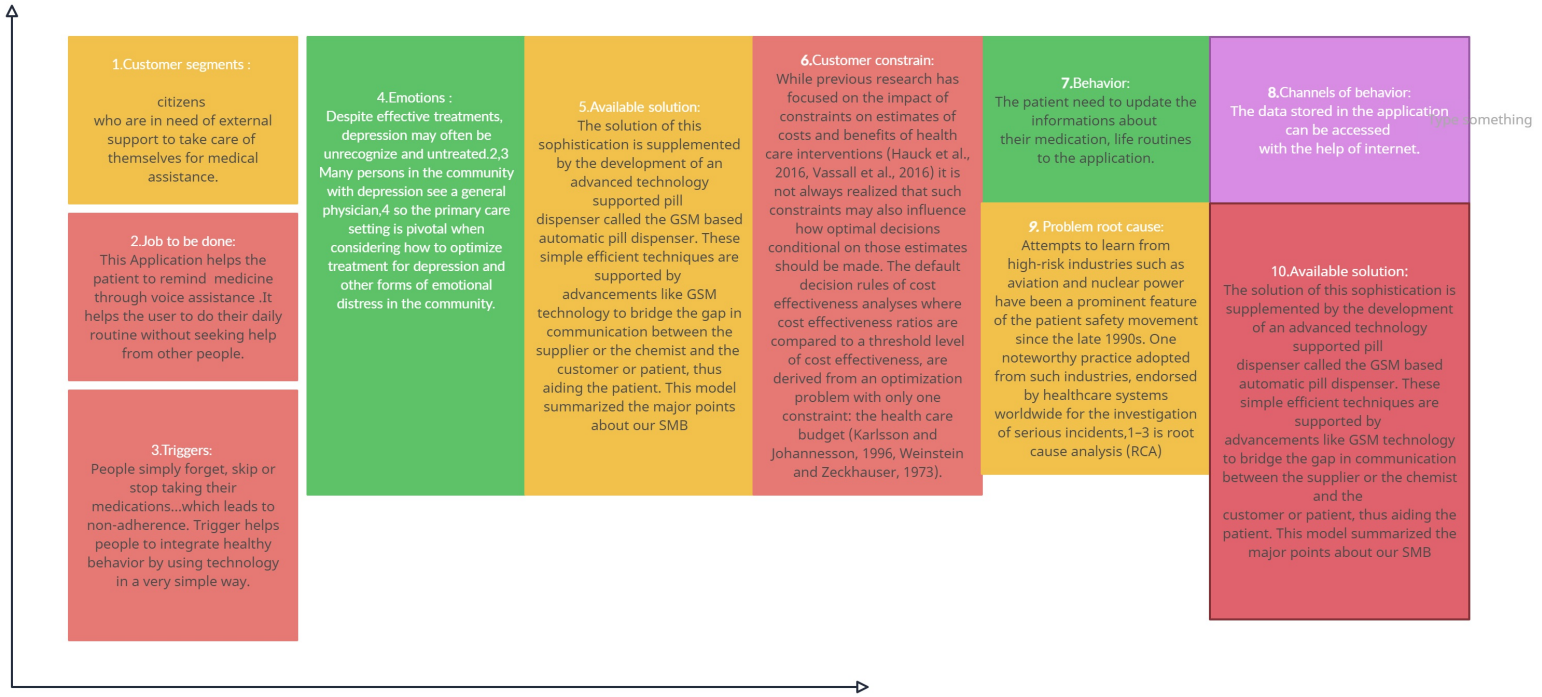 1.Customer segments :
citizens
who are in need of external
support to take care of
themselves for medical
assistance.
2.Job to be done:
This Application helps the
patient to remind medicine
through voice assistance .It
helps the user to do their daily
routine without seeking help
from other people.
3.Triggers:
People simply forget, skip or
stop taking their
medications...which leads to
non-adherence. Trigger helps
people to integrate healthy
behavior by using technology
in a very simple way.
4.Emotions :
Despite effective treatments,
depression may often be
unrecognize and untreated.2,3
Many persons in the community
with depression see a general
physician,4 so the primary care
setting is pivotal when
considering how to optimize
treatment for depression and
other forms of emotional
distress in the community.
5.Available solution:
The solution of this
sophistication is supplemented
by the development of an
advanced technology
supported pill
dispenser called the GSM based
automatic pill dispenser. These
simple efficient techniques are
supported by
advancements like GSM
technology to bridge the gap in
communication between the
supplier or the chemist and the
customer or patient, thus
aiding the patient. This model
summarized the major points
about our SMB
6.Customer constrain:
While previous research has
focused on the impact of
constraints on estimates of
costs and benefits of health
care interventions (Hauck et al.,
2016, Vassall et al., 2016) it is
not always realized that such
constraints may also influence
how optimal decisions
conditional on those estimates
should be made. The default
decision rules of cost
effectiveness analyses where
cost effectiveness ratios are
compared to a threshold level
of cost effectiveness, are
derived from an optimization
problem with only one
constraint: the health care
budget (Karlsson and
Johannesson, 1996, Weinstein
and Zeckhauser, 1973).
7.Behavior:
The patient need to update the
informations about
their medication, life routines
to the application.
8.Channels of behavior:
The data stored in the application
can be accessed
with the help of internet.
something
9. Problem root cause:
Attempts to learn from
high-risk industries such as
aviation and nuclear power
have been a prominent feature
of the patient safety movement
since the late 1990s. One
noteworthy practice adopted
from such industries, endorsed
by healthcare systems
worldwide for the investigation
of serious incidents,1–3 is root
cause analysis (RCA)
10.Available solution:
The solution of this sophistication is
supplemented by the development
of an advanced technology
supported pill
dispenser called the GSM based
automatic pill dispenser. These
simple efficient techniques are
supported by
advancements like GSM technology
to bridge the gap in communication
between the supplier or the chemist
and the
customer or patient, thus aiding the
patient. This model summarized the
major points about our SMB